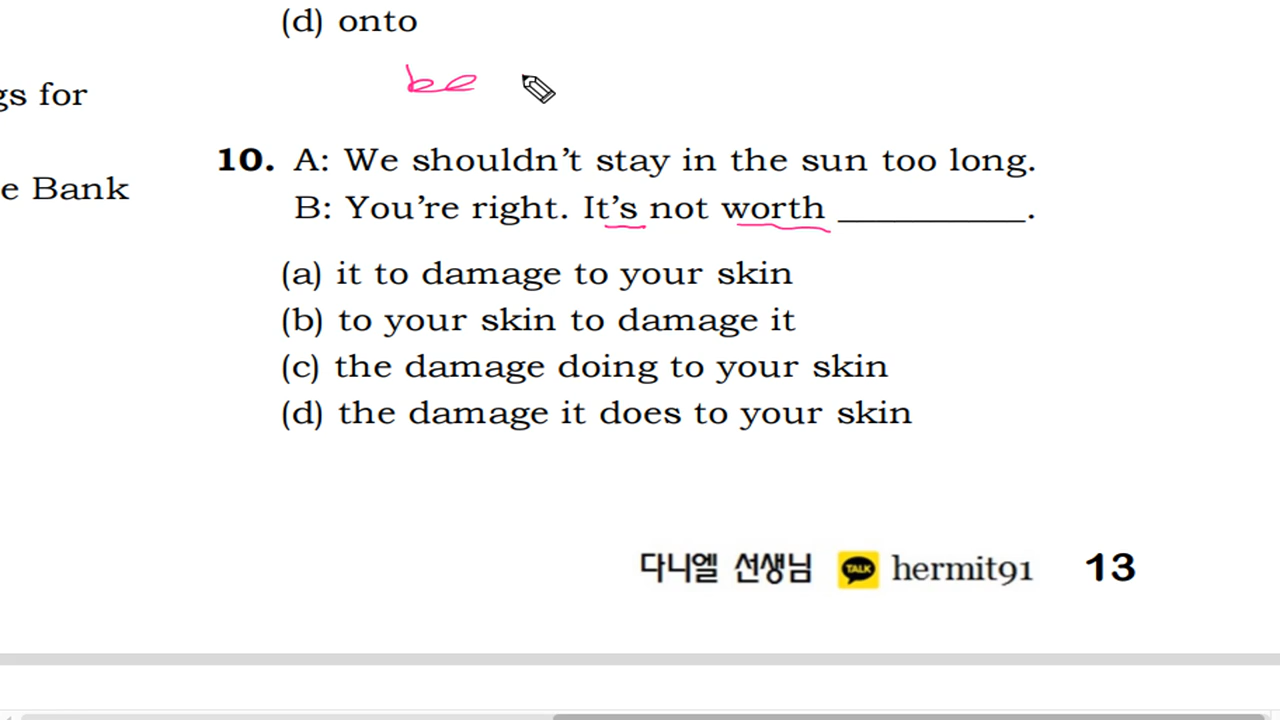 (d) onto
be
gs for
10. A: We shouldn't stay in the sun too long.
e Bank
B: You're right. It's not worth __________.
(a) it to damage to your skin
(b) to your skin to damage it
(c) the damage doing to your skin
(d) the damage it does to your skin
다니엘 선생님 TALK hermit91 13